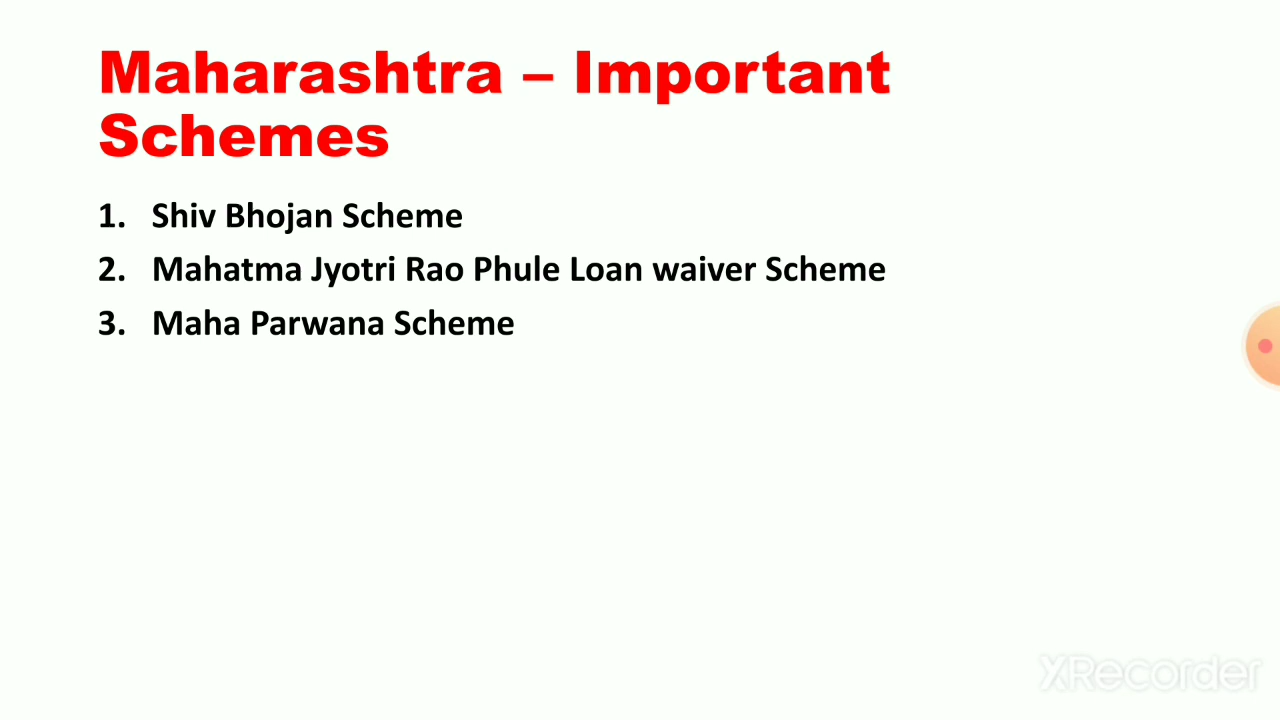 Maharashtra – Important
Schemes
1. Shiv Bhojan Scheme
2. Mahatma Jyotri Rao Phule Loan waiver Scheme
3. Maha Parwana Scheme
XRecorder